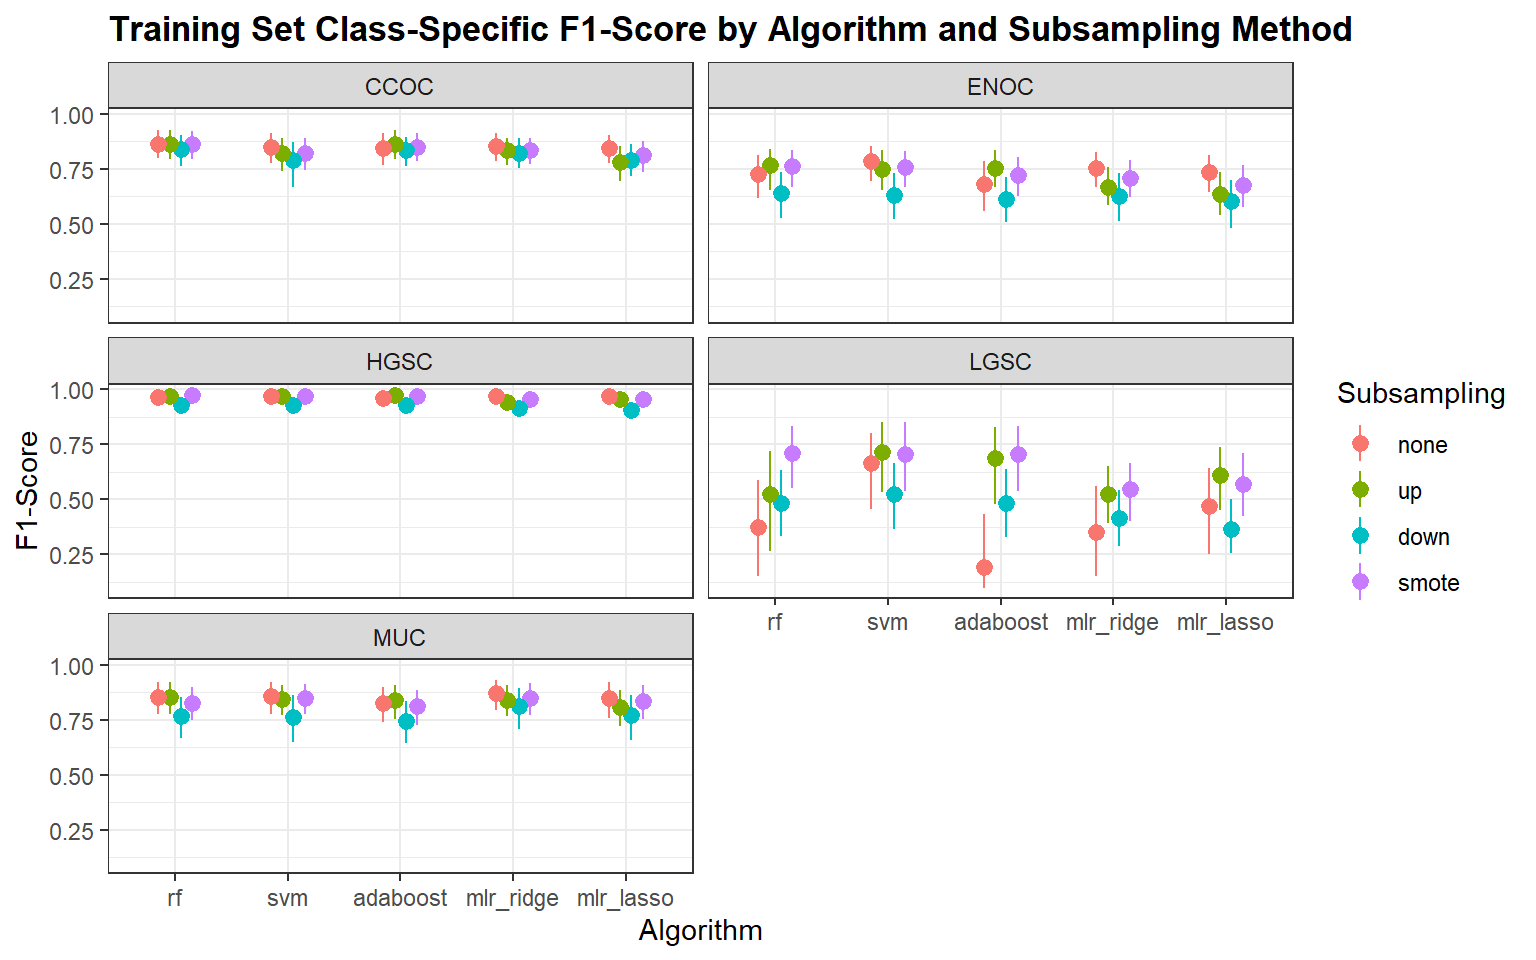 Training Set Class-Specific F1-Score by Algorithm and Subsampling Method
CCOC
ENOC
1.00
0.75
0.50
0.25
HGSC
LGSC
1.00
0.75
0.50
0.25
rf svm adaboost mlr_ridge mlr_lasso
MUC
1.00
0.75
0.50
0.25
rf svm adaboost mlr_ridge mlr_lasso
Algorithm
F1-Score
Subsampling
none
up
down
smote